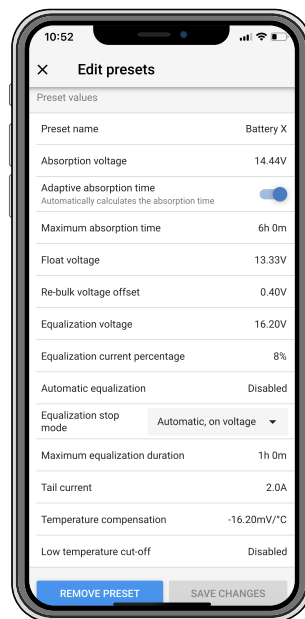 10:52
Edit presets
Preset values
Preset name Battery X
Absorption voltage 14.44V
Adaptive absorption time
Automatically calculates the absorption time
Maximum absorption time 6h 0m
Float voltage 13.33V
Re-bulk voltage offset 0.40V
Equalization voltage 16.20V
Equalization current percentage 8%
Automatic equalization Disabled
Equalization stop mode Automatic, on voltage
Maximum equalization duration 1h 0m
Tail current 2.0A
Temperature compensation -16.20mV/°C
Low temperature cut-off Disabled
REMOVE PRESET SAVE CHANGES